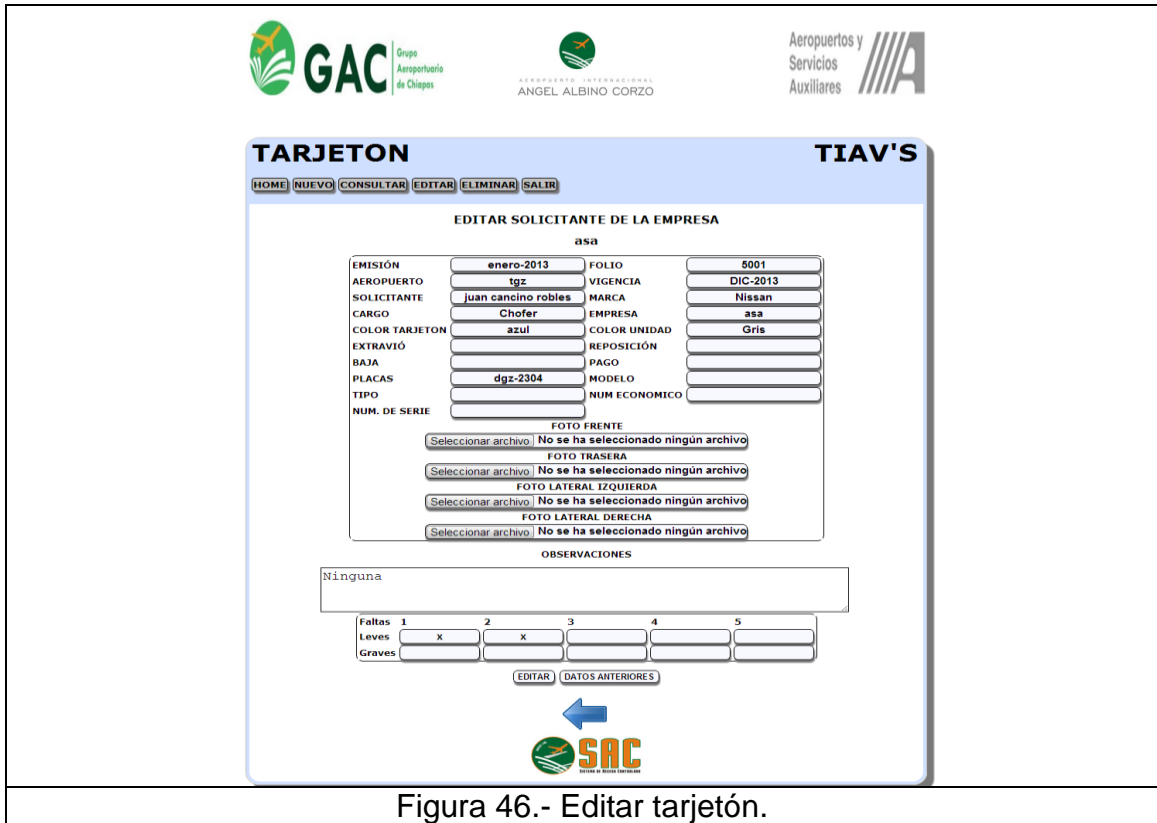 GAC Grupo Aeroportuario de Chiapas
AEROPUERTO INTERNACIONAL
ANGEL ALBINO CORZO
Aeropuertos y
Servicios
Auxiliares
TARJETON TIAV'S
HOME NUEVO CONSULTAR EDITAR ELIMINAR SALIR
EDITAR SOLICITANTE DE LA EMPRESA
asa
EMISIÓN enero-2013 FOLIO 5001
AEROPUERTO tgz VIGENCIA DIC-2013
SOLICITANTE juan cancino robles MARCA Nissan
CARGO Chofer EMPRESA asa
COLOR TARJETON azul COLOR UNIDAD Gris
EXTRAVIÓ REPOSICIÓN
BAJA PAGO
PLACAS dgz-2304 MODELO
TIPO NUM ECONOMICO
NUM. DE SERIE
FOTO FRENTE
Seleccionar archivo No se ha seleccionado ningún archivo
FOTO TRASERA
Seleccionar archivo No se ha seleccionado ningún archivo
FOTO LATERAL IZQUIERDA
Seleccionar archivo No se ha seleccionado ningún archivo
FOTO LATERAL DERECHA
Seleccionar archivo No se ha seleccionado ningún archivo
OBSERVACIONES
Ninguna
Faltas 1 2 3 4 5
Leves x x
Graves
EDITAR DATOS ANTERIORES
SAC
SISTEMA DE ACCESO CONTROLADO
Figura 46.- Editar tarjetón.